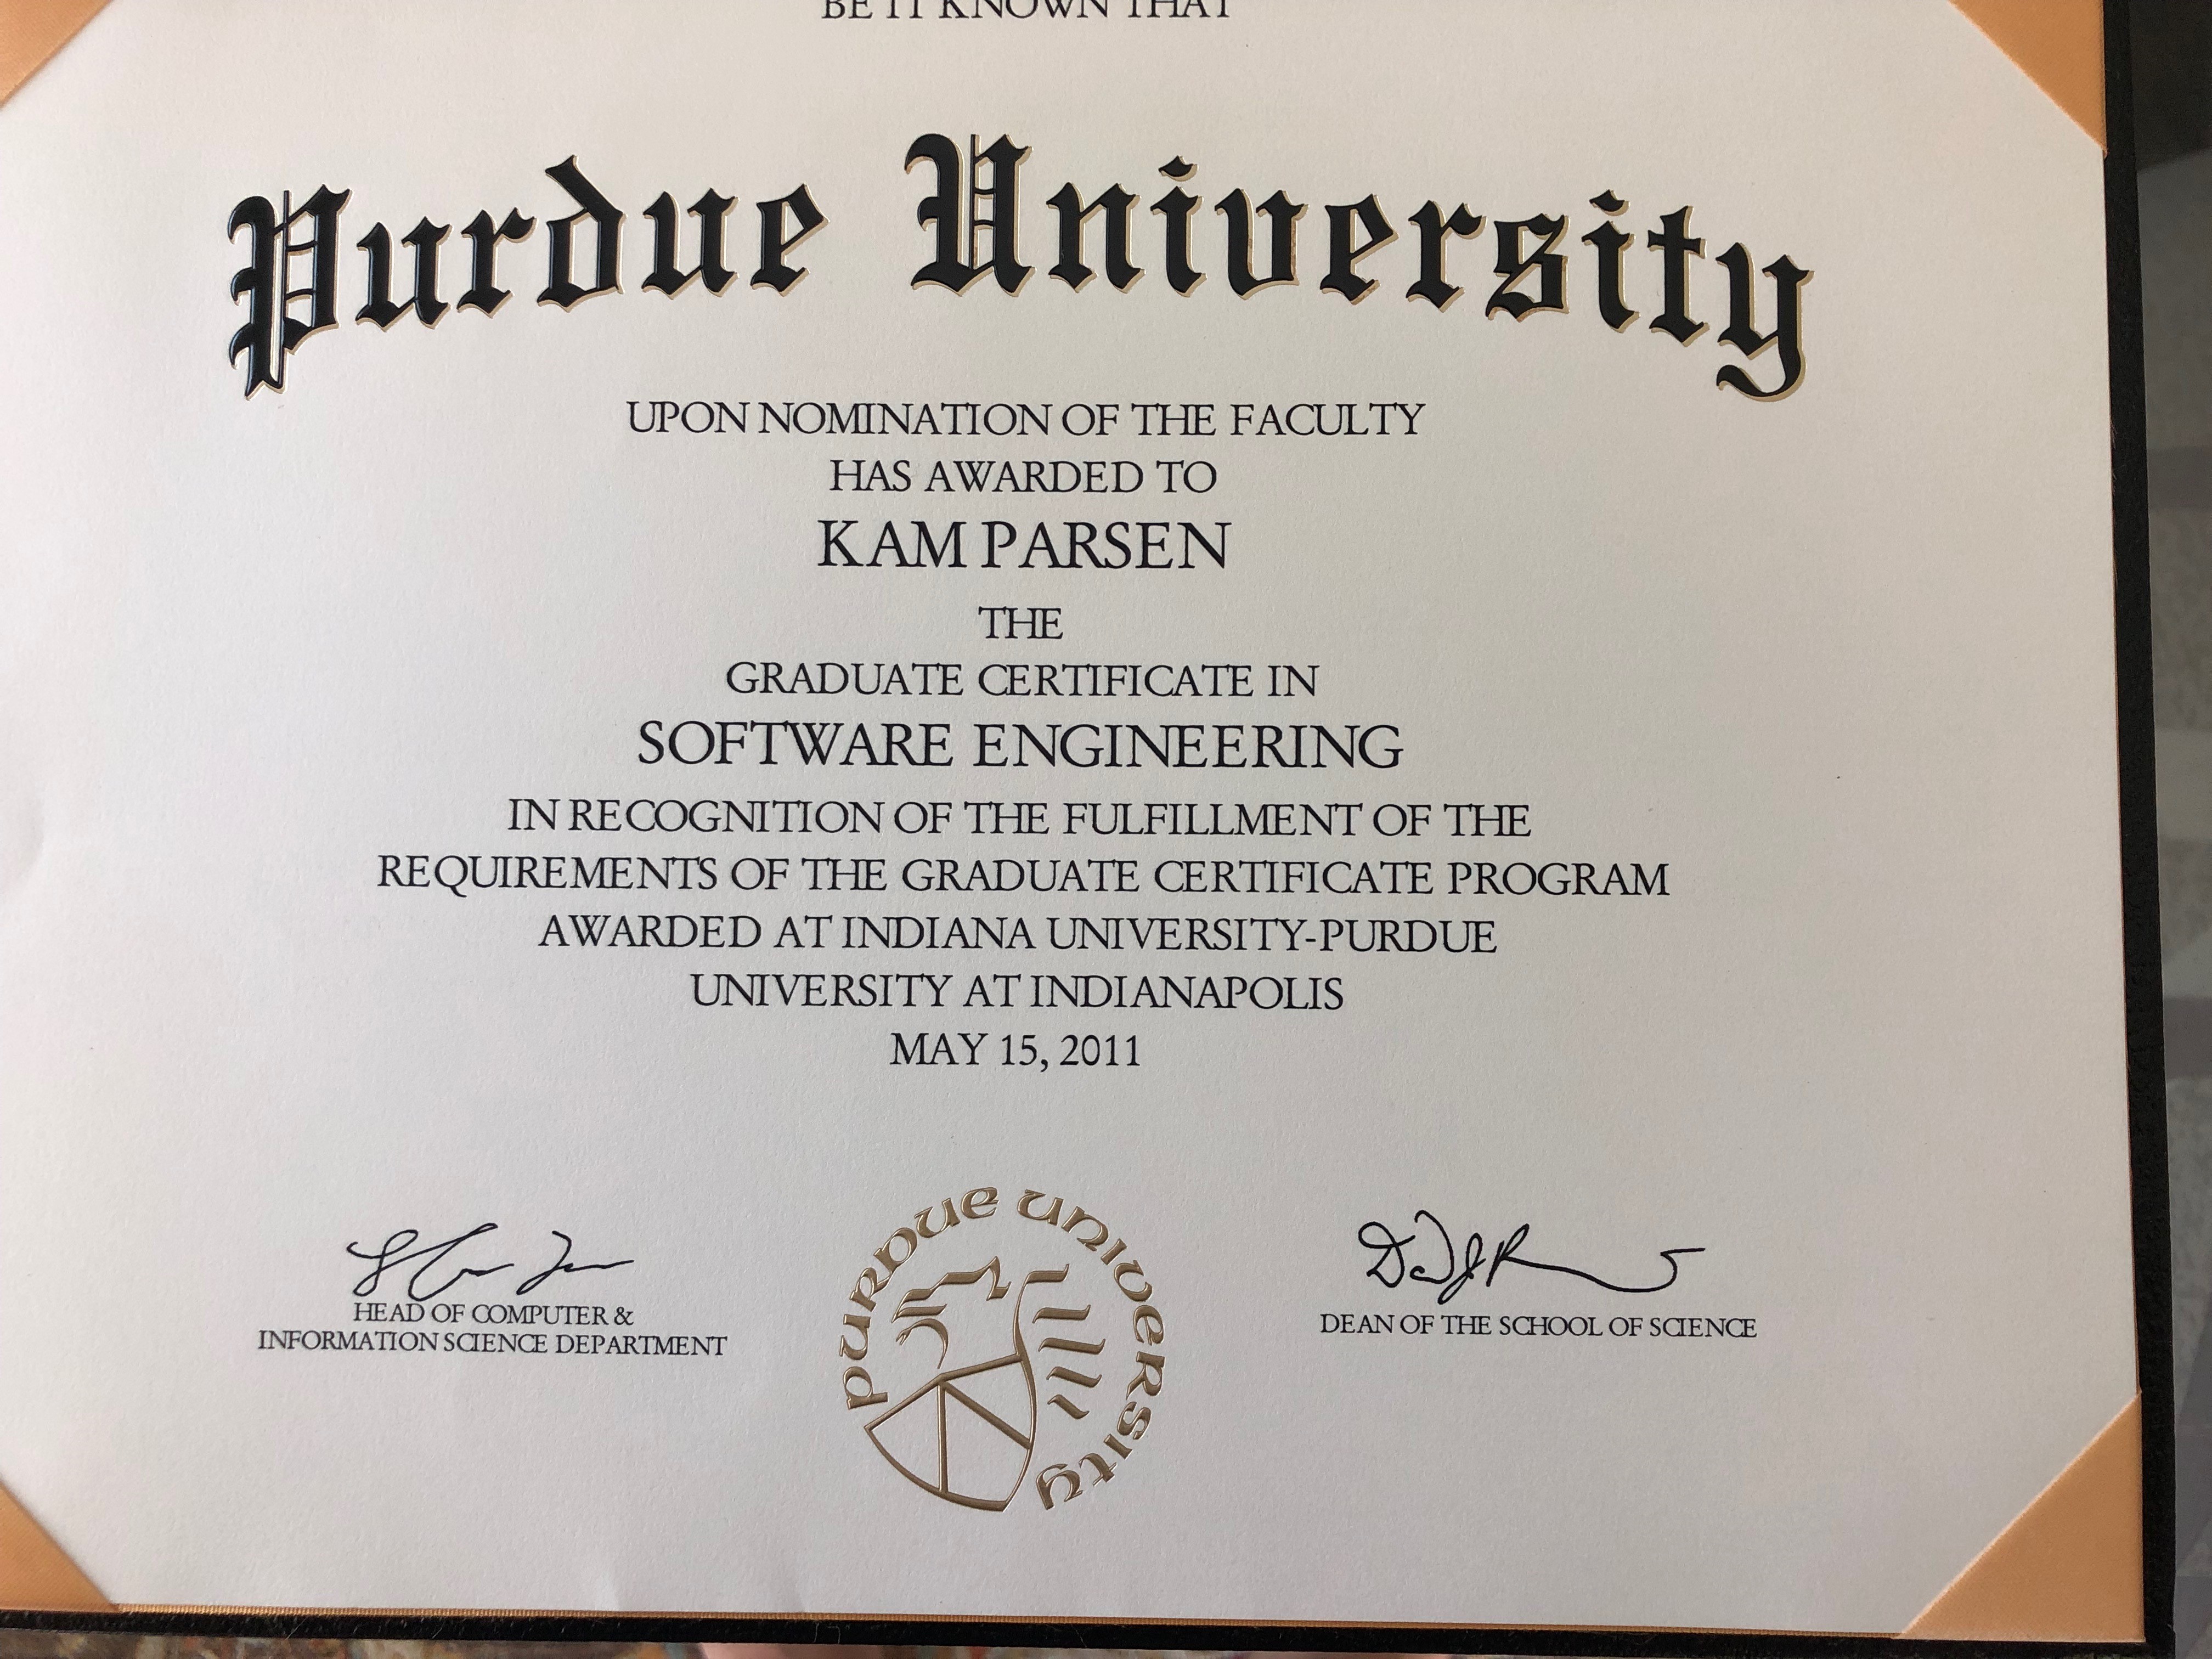 BE IT KNOWN THAT
Purdue University
UPON NOMINATION OF THE FACULTY
HAS AWARDED TO
KAM PARSEN
THE
GRADUATE CERTIFICATE IN
SOFTWARE ENGINEERING
IN RECOGNITION OF THE FULFILLMENT OF THE
REQUIREMENTS OF THE GRADUATE CERTIFICATE PROGRAM
AWARDED AT INDIANA UNIVERSITY-PURDUE
UNIVERSITY AT INDIANAPOLIS
MAY 15, 2011
HEAD OF COMPUTER &
INFORMATION SCIENCE DEPARTMENT
PURDUE UNIVERSITY
DEAN OF THE SCHOOL OF SCIENCE